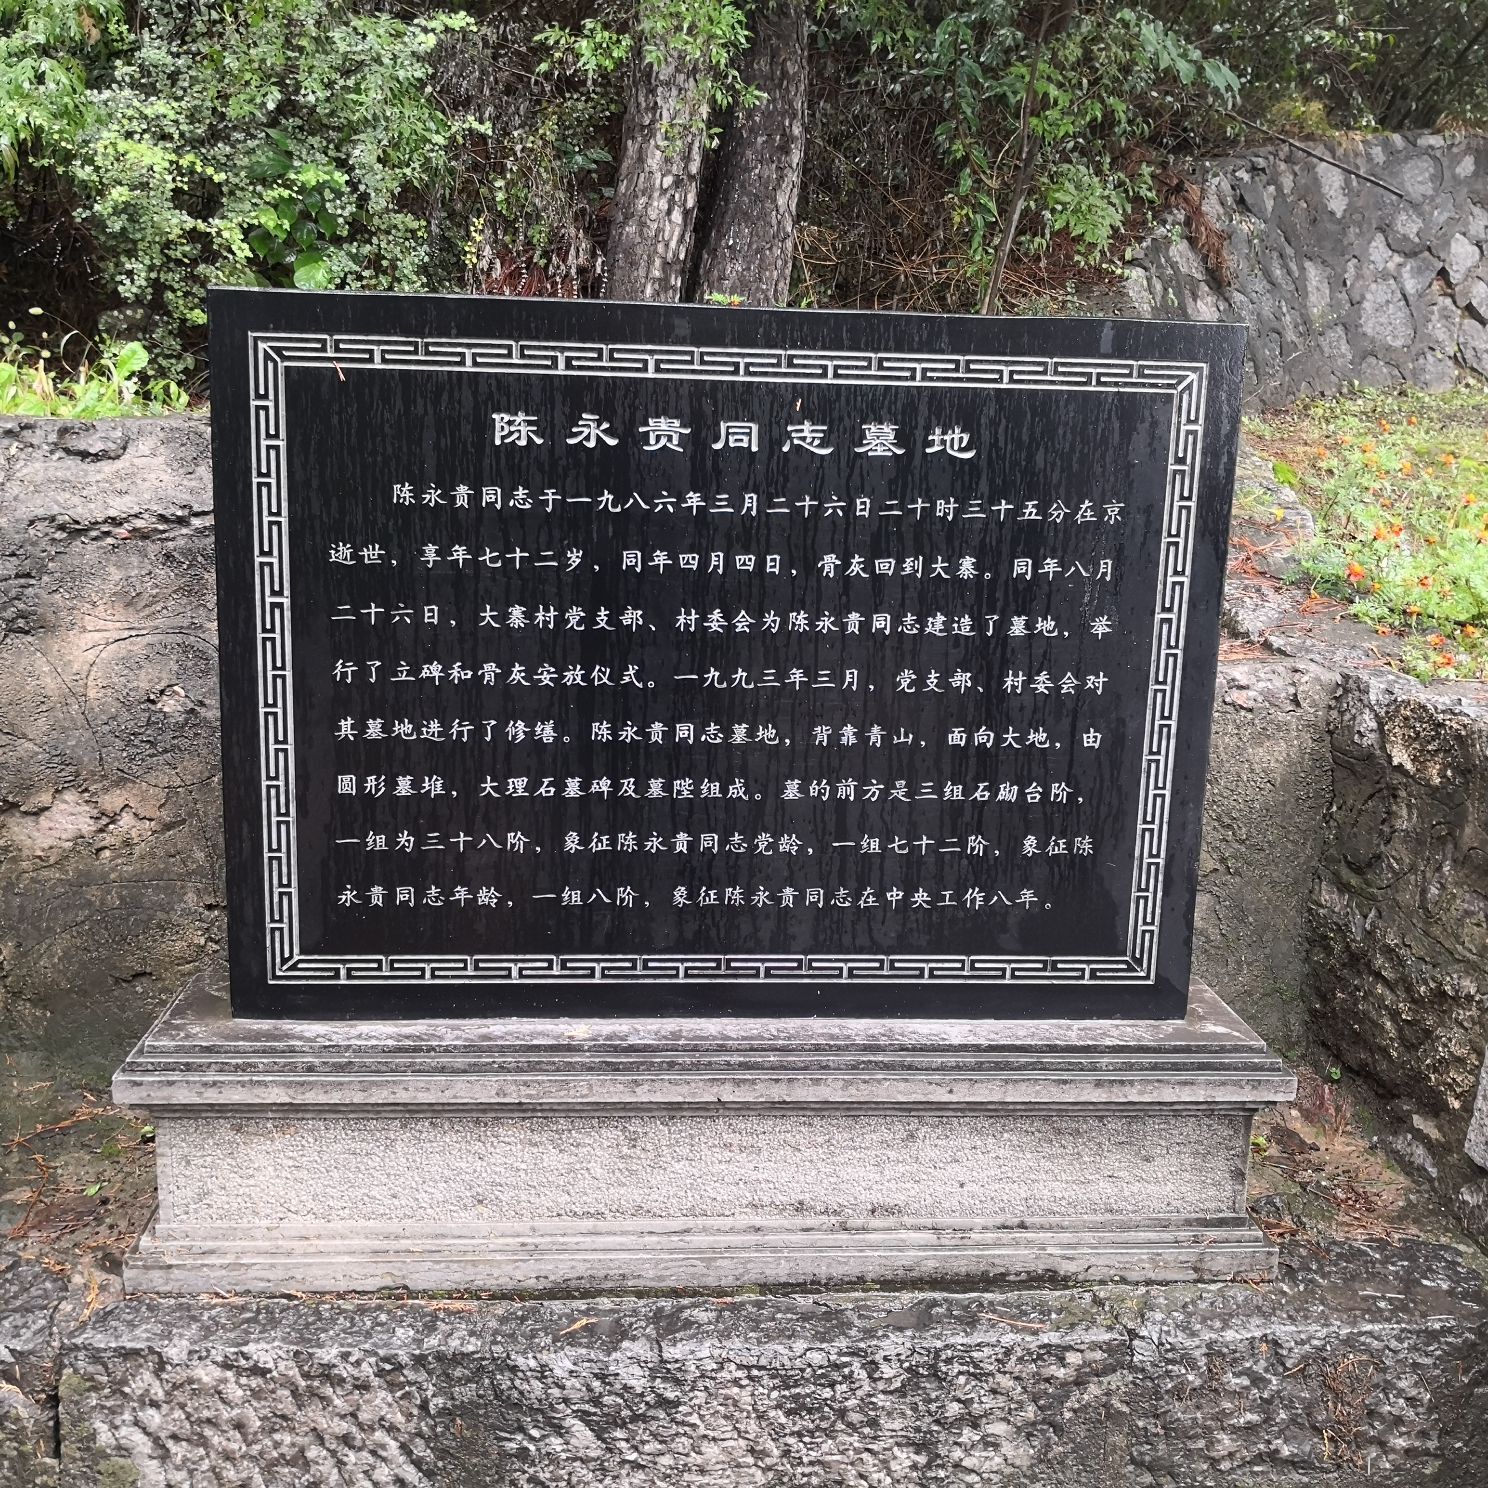 陈永贵同志墓地
陈永贵同志于一九八六年三月二十六日二十时三十五分在京
逝世，享年七十二岁，同年四月四日，骨灰回到大寨。同年八月
二十六日，大寨村党支部、村委会为陈永贵同志建造了墓地，举
行了立碑和骨灰安放仪式。一九九三年三月，党支部、村委会对
其墓地进行了修缮。陈永贵同志墓地，背靠青山，面向大地，由
圆形墓堆，大理石墓碑及墓陛组成。墓的前方是三组石砌台阶，
一组为三十八阶，象征陈永贵同志党龄，一组七十二阶，象征陈
永贵同志年龄，一组八阶，象征陈永贵同志在中央工作八年。